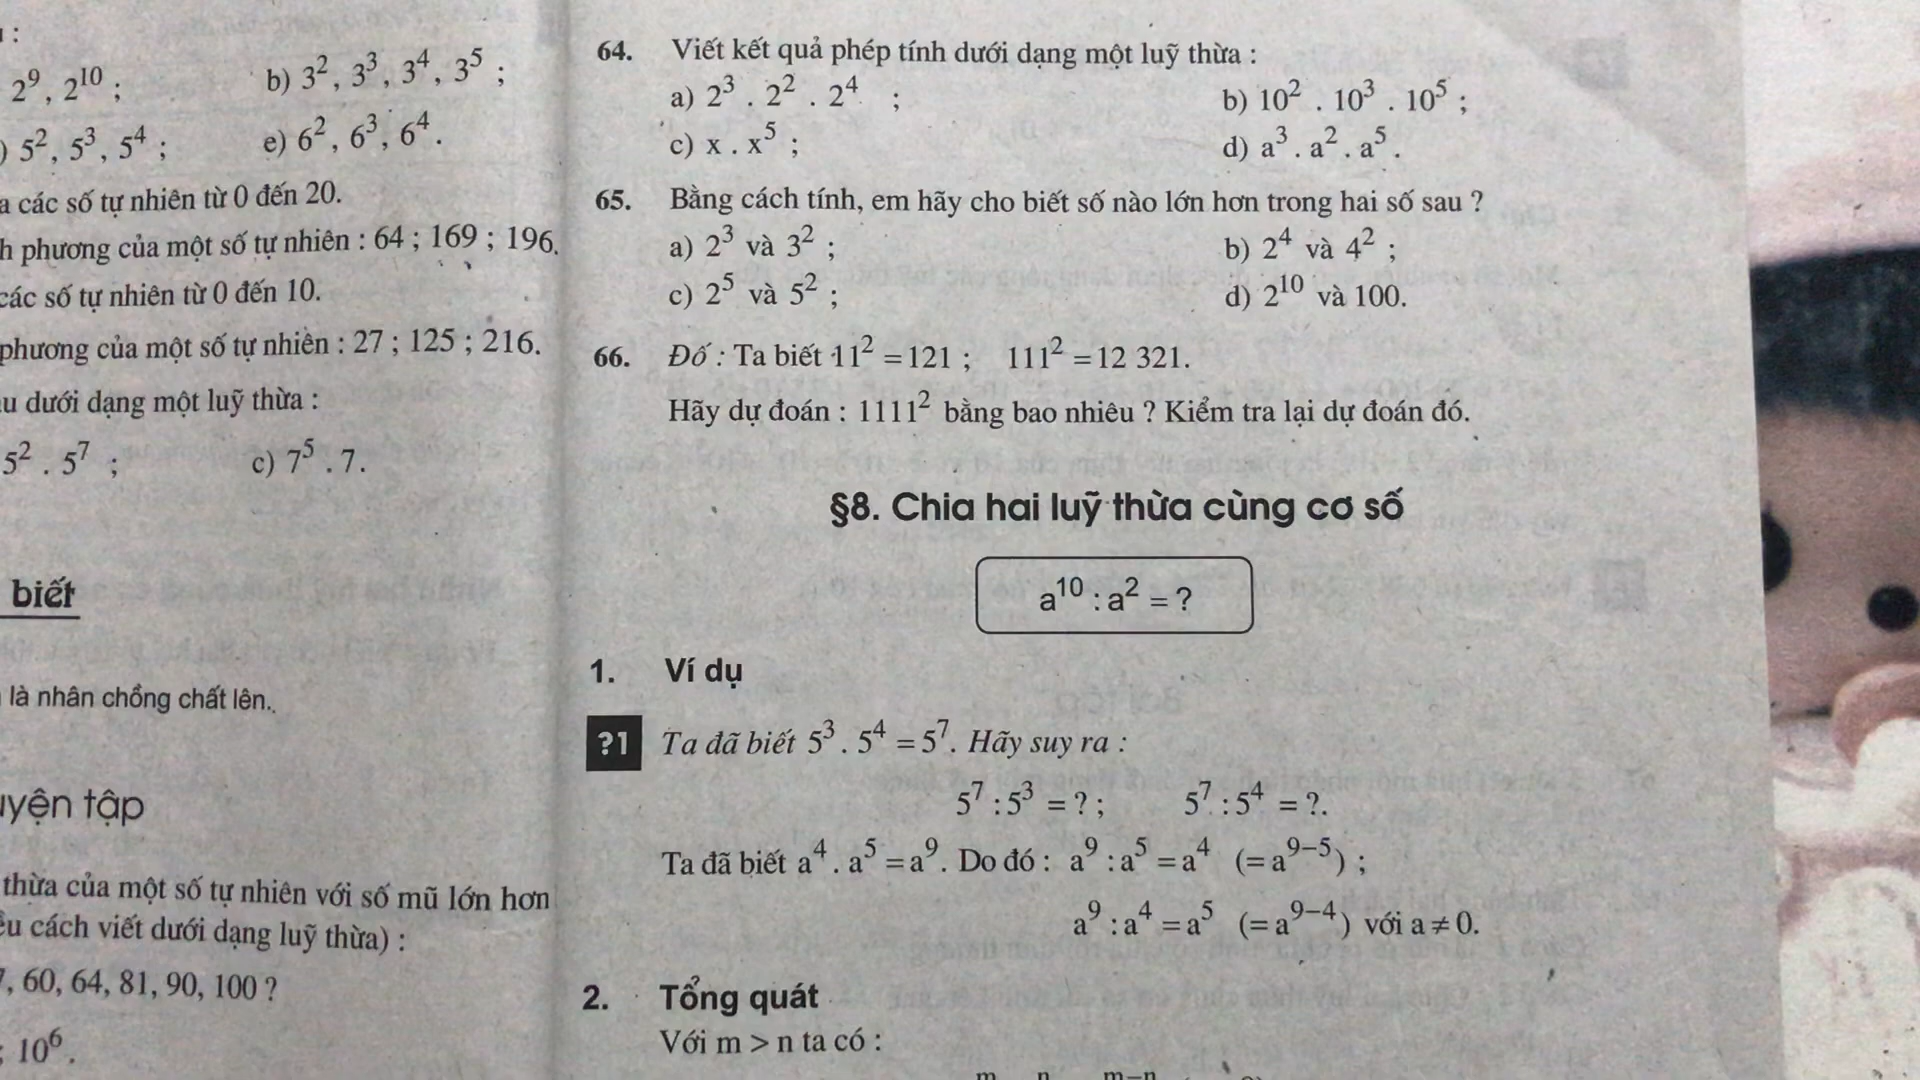 :
2⁹, 2¹⁰ ; b) 3², 3³, 3⁴, 3⁵ ;
) 5², 5³, 5⁴ ; e) 6², 6³, 6⁴.
các số tự nhiên từ 0 đến 20.
phương của một số tự nhiên : 64 ; 169 ; 196.
các số tự nhiên từ 0 đến 10.
phương của một số tự nhiên : 27 ; 125 ; 216.
dưới dạng một luỹ thừa :
5² . 5⁷ ; c) 7⁵ . 7.
biết
là nhân chồng chất lên.
yện tập
thừa của một số tự nhiên với số mũ lớn hơn
cách viết dưới dạng luỹ thừa) :
, 60, 64, 81, 90, 100 ?
; 10⁶.
64. Viết kết quả phép tính dưới dạng một luỹ thừa :
a) 2³ . 2² . 2⁴ ; b) 10² . 10³ . 10⁵ ;
c) x . x⁵ ; d) a³ . a² . a⁵ .
65. Bằng cách tính, em hãy cho biết số nào lớn hơn trong hai số sau ?
a) 2³ và 3² ; b) 2⁴ và 4² ;
c) 2⁵ và 5² ; d) 2¹⁰ và 100.
66. Đố : Ta biết 11² = 121 ; 111² = 12 321.
Hãy dự đoán : 1111² bằng bao nhiêu ? Kiểm tra lại dự đoán đó.
§8. Chia hai luỹ thừa cùng cơ số
a¹⁰ : a² = ?
1. Ví dụ
?1 Ta đã biết 5³ . 5⁴ = 5⁷. Hãy suy ra :
5⁷ : 5³ = ? ; 5⁷ : 5⁴ = ?.
Ta đã biết a⁴ . a⁵ = a⁹. Do đó : a⁹ : a⁵ = a⁴ (= a⁹⁻⁵) ;
a⁹ : a⁴ = a⁵ (= a⁹⁻⁴) với a ≠ 0.
2. Tổng quát
Với m > n ta có :